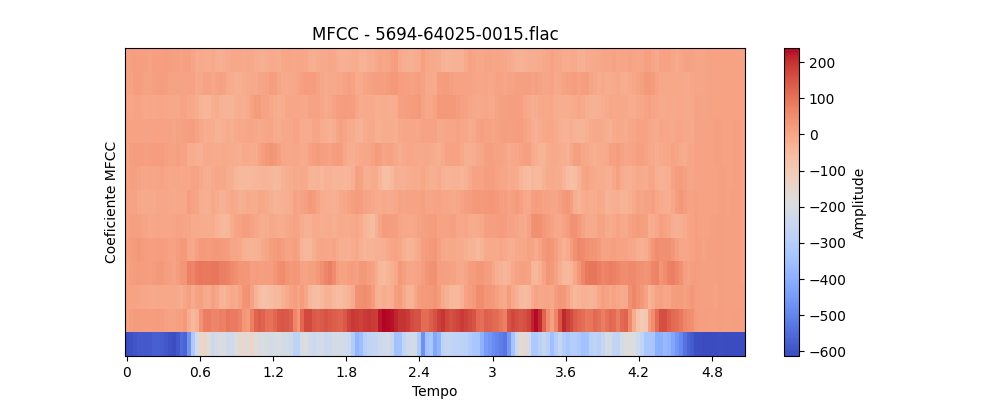 MFCC - 5694-64025-0015.flac
Coeficiente MFCC
0 0.6 1.2 1.8 2.4 3 3.6 4.2 4.8
Tempo
200
100
0
−100
−200
−300
−400
−500
−600
Amplitude